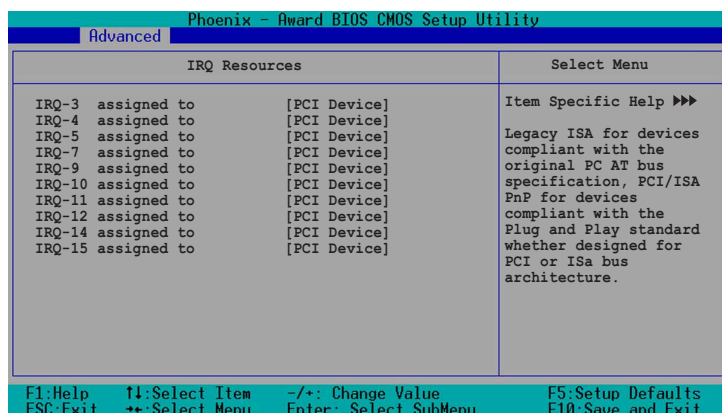 Phoenix - Award BIOS CMOS Setup Utility
Advanced
IRQ Resources
Select Menu
IRQ-3 assigned to [PCI Device]
IRQ-4 assigned to [PCI Device]
IRQ-5 assigned to [PCI Device]
IRQ-7 assigned to [PCI Device]
IRQ-9 assigned to [PCI Device]
IRQ-10 assigned to [PCI Device]
IRQ-11 assigned to [PCI Device]
IRQ-12 assigned to [PCI Device]
IRQ-14 assigned to [PCI Device]
IRQ-15 assigned to [PCI Device]
Item Specific Help ▶▶▶
Legacy ISA for devices
compliant with the
original PC AT bus
specification, PCI/ISA
PnP for devices
compliant with the
Plug and Play standard
whether designed for
PCI or ISa bus
architecture.
F1:Help ↑↓:Select Item -/+: Change Value F5:Setup Defaults
ESC:Exit →←:Select Menu Enter: Select SubMenu F10:Save and Exit